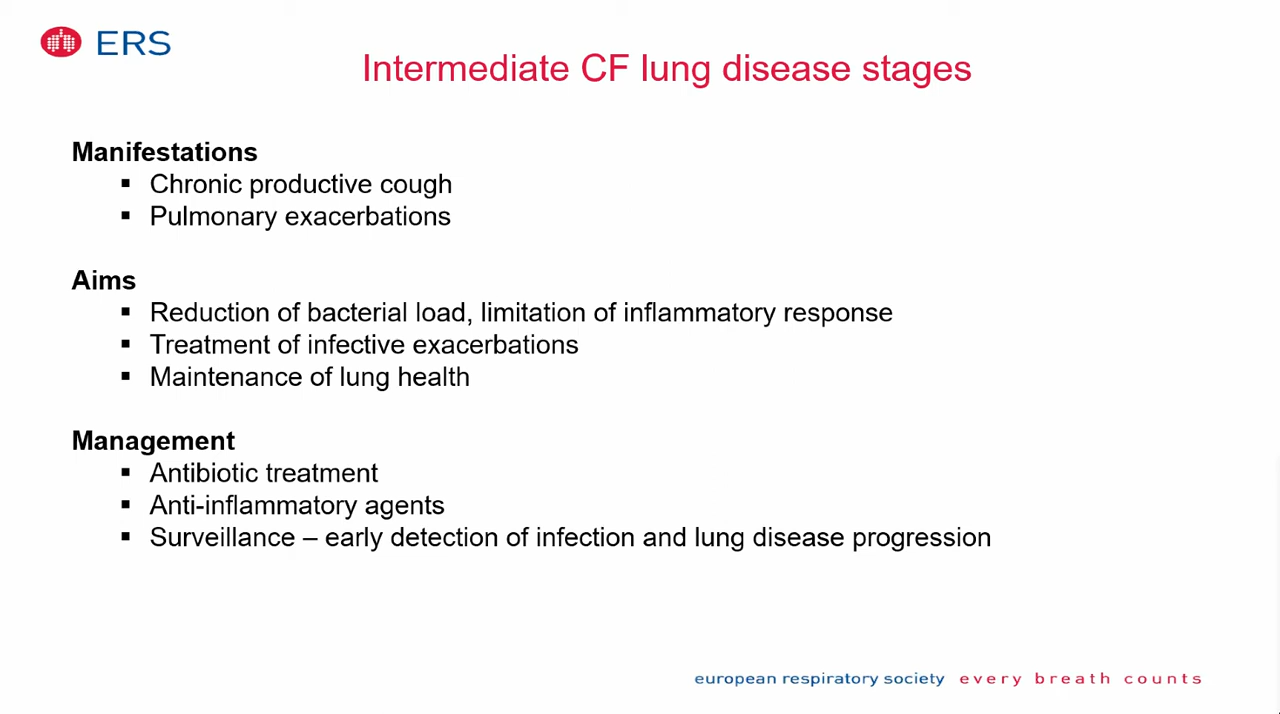 ERS
Intermediate CF lung disease stages
Manifestations
▪ Chronic productive cough
▪ Pulmonary exacerbations
Aims
▪ Reduction of bacterial load, limitation of inflammatory response
▪ Treatment of infective exacerbations
▪ Maintenance of lung health
Management
▪ Antibiotic treatment
▪ Anti-inflammatory agents
▪ Surveillance – early detection of infection and lung disease progression
european respiratory society every breath counts